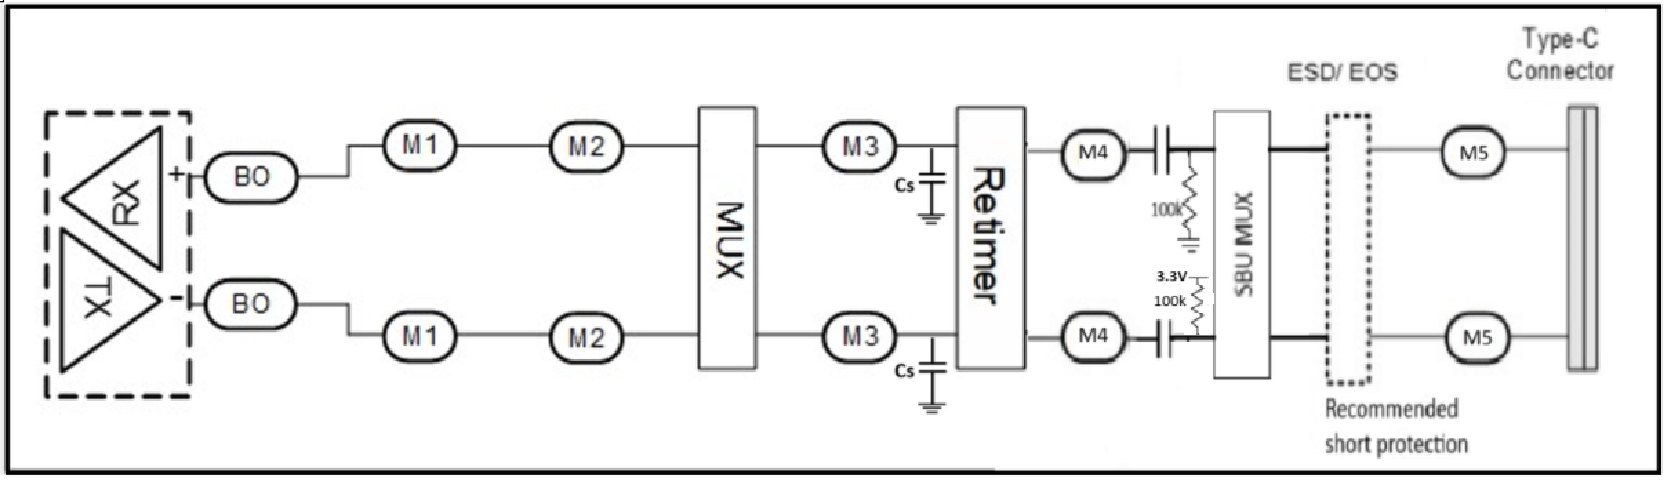 Type-C
Connector
ESD/ EOS
RX
+
BO
M1
M2
MUX
M3
Cs
Retimer
M4
100k
SBU MUX
M5
TX
-
BO
M1
M2
M3
Cs
M4
3.3V
100k
M5
Recommended
short protection